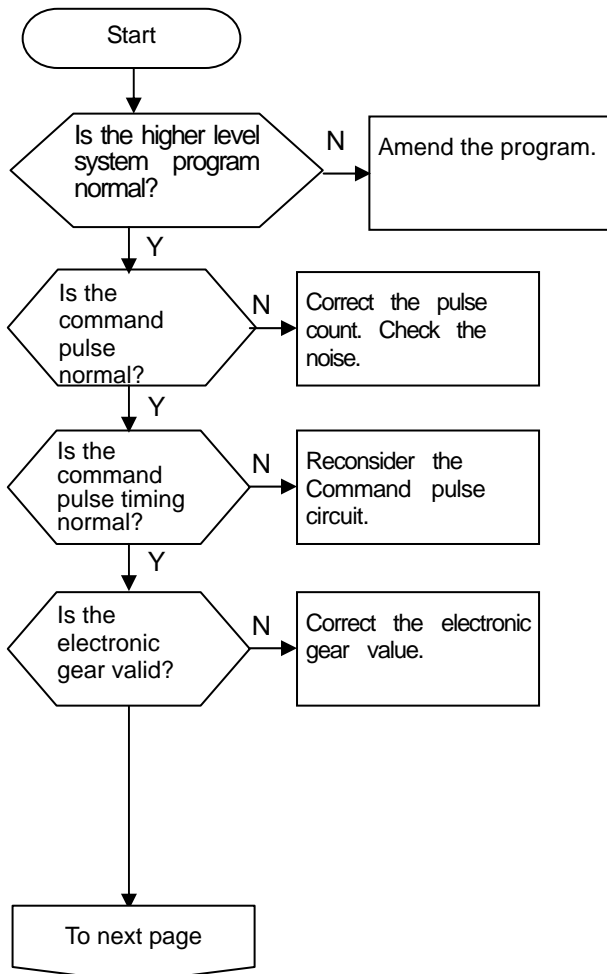 Start
Is the higher level
system program
normal?
N
Amend the program.
Y
Is the
command
pulse
normal?
N
Correct the pulse
count. Check the
noise.
Y
Is the
command
pulse timing
normal?
N
Reconsider the
Command pulse
circuit.
Y
Is the
electronic
gear valid?
N
Correct the electronic
gear value.
To next page